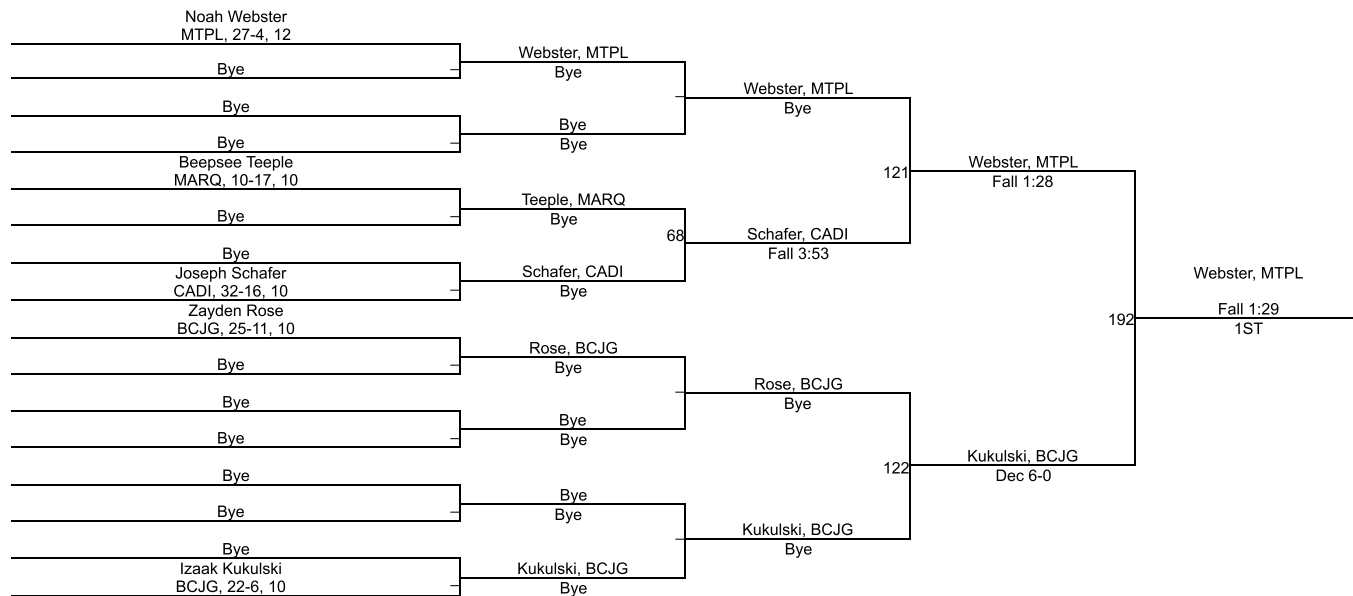 Noah Webster
MTPL, 27-4, 12
Bye
Bye
Bye
Beepsee Teeple
MARQ, 10-17, 10
Bye
Bye
Joseph Schafer
CADI, 32-16, 10
Zayden Rose
BCJG, 25-11, 10
Bye
Bye
Bye
Bye
Bye
Bye
Izaak Kukulski
BCJG, 22-6, 10
Webster, MTPL
Bye
Bye
Bye
Teeple, MARQ
Bye
68
Schafer, CADI
Bye
Rose, BCJG
Bye
Bye
Bye
Bye
Bye
Kukulski, BCJG
Bye
Webster, MTPL
Bye
121
Schafer, CADI
Fall 3:53
Rose, BCJG
Bye
122
Kukulski, BCJG
Bye
Webster, MTPL
Fall 1:28
192
Kukulski, BCJG
Dec 6-0
Webster, MTPL
Fall 1:29
1ST